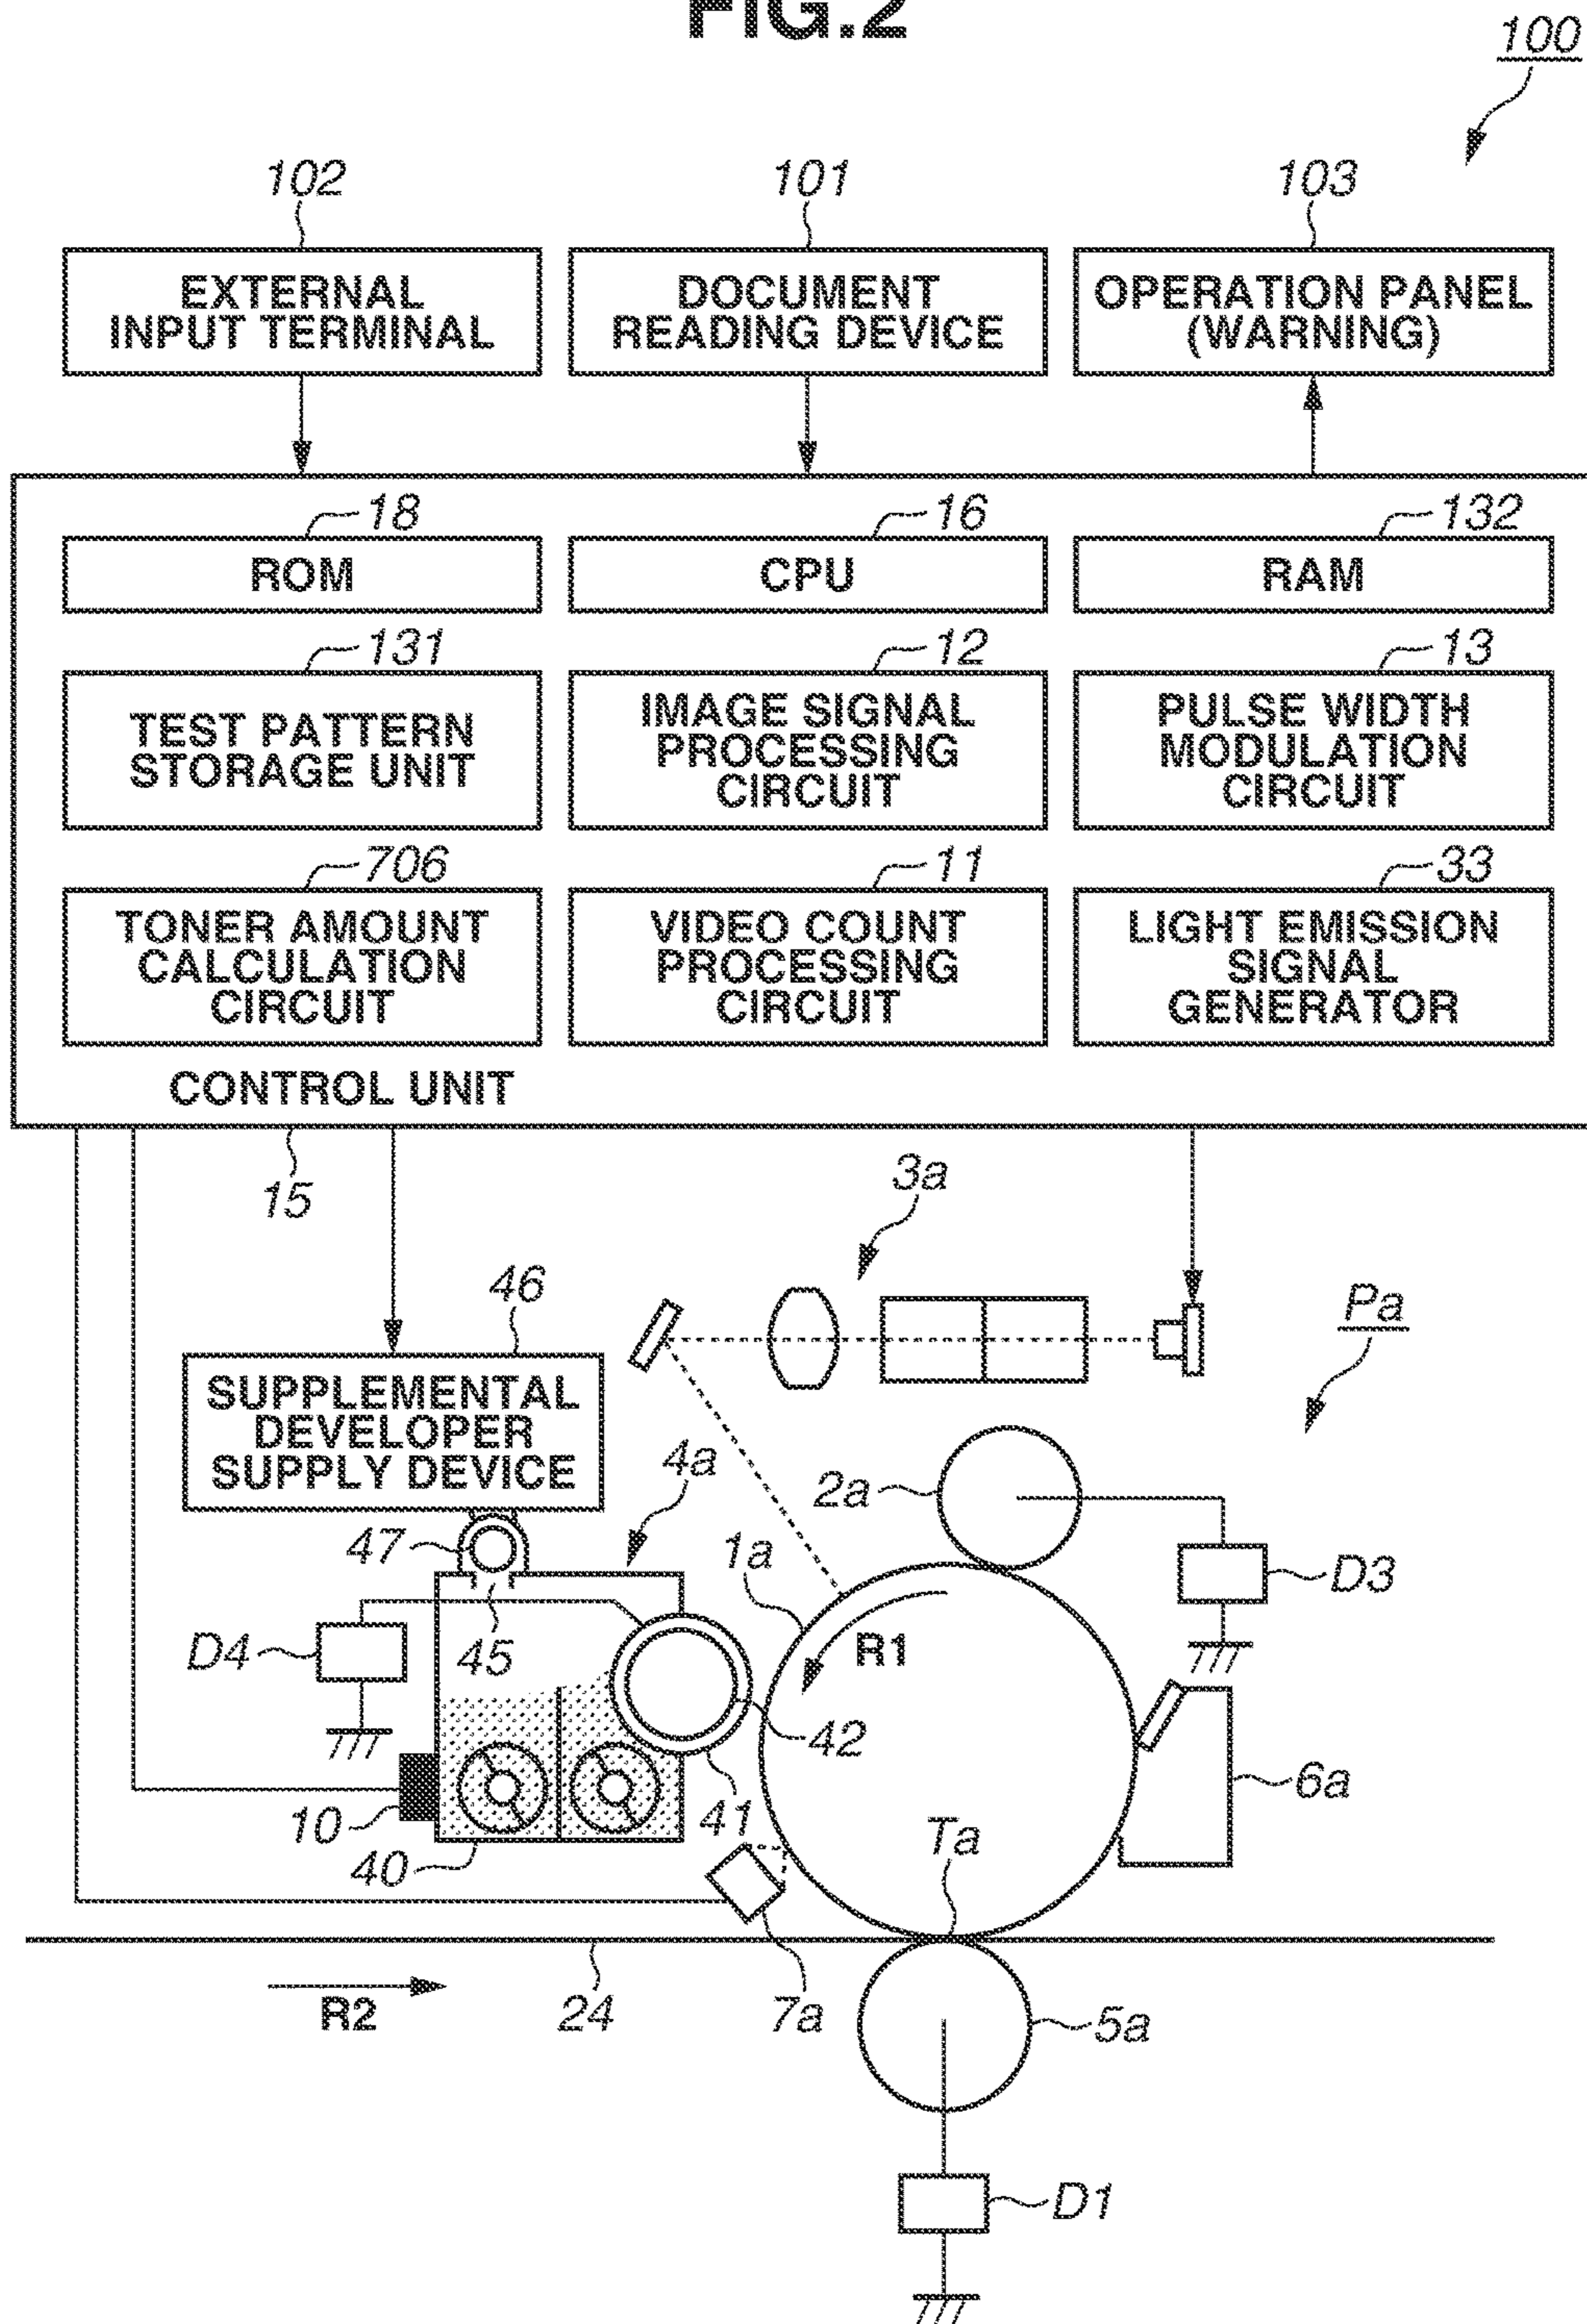 FIG.2
100
102
101
103
EXTERNAL
INPUT TERMINAL
DOCUMENT
READING DEVICE
OPERATION PANEL
(WARNING)
18
16
132
ROM
CPU
RAM
131
12
13
TEST PATTERN
STORAGE UNIT
IMAGE SIGNAL
PROCESSING
CIRCUIT
PULSE WIDTH
MODULATION
CIRCUIT
706
11
33
TONER AMOUNT
CALCULATION
CIRCUIT
VIDEO COUNT
PROCESSING
CIRCUIT
LIGHT EMISSION
SIGNAL
GENERATOR
CONTROL UNIT
15
3a
46
Pa
SUPPLEMENTAL
DEVELOPER
SUPPLY DEVICE
4a
2a
47
1a
D3
D4
45
R1
42
6a
10
41
40
Ta
R2
24
7a
5a
D1